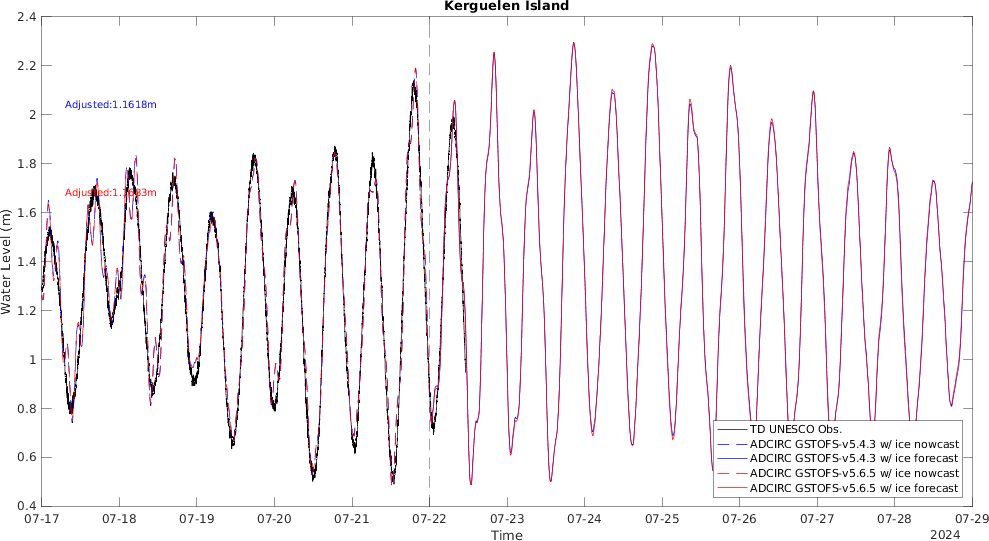 Kerguelen Island
2.4
2.2
2
1.8
1.6
1.4
1.2
1
0.8
0.6
0.4
Water Level (m)
Adjusted:1.1618m
TD UNESCO Obs.
ADCIRC GSTOFS-v5.4.3 w/ ice nowcast
ADCIRC GSTOFS-v5.4.3 w/ ice forecast
ADCIRC GSTOFS-v5.6.5 w/ ice nowcast
ADCIRC GSTOFS-v5.6.5 w/ ice forecast
07-17 07-18 07-19 07-20 07-21 07-22 07-23 07-24 07-25 07-26 07-27 07-28 07-29
Time
2024